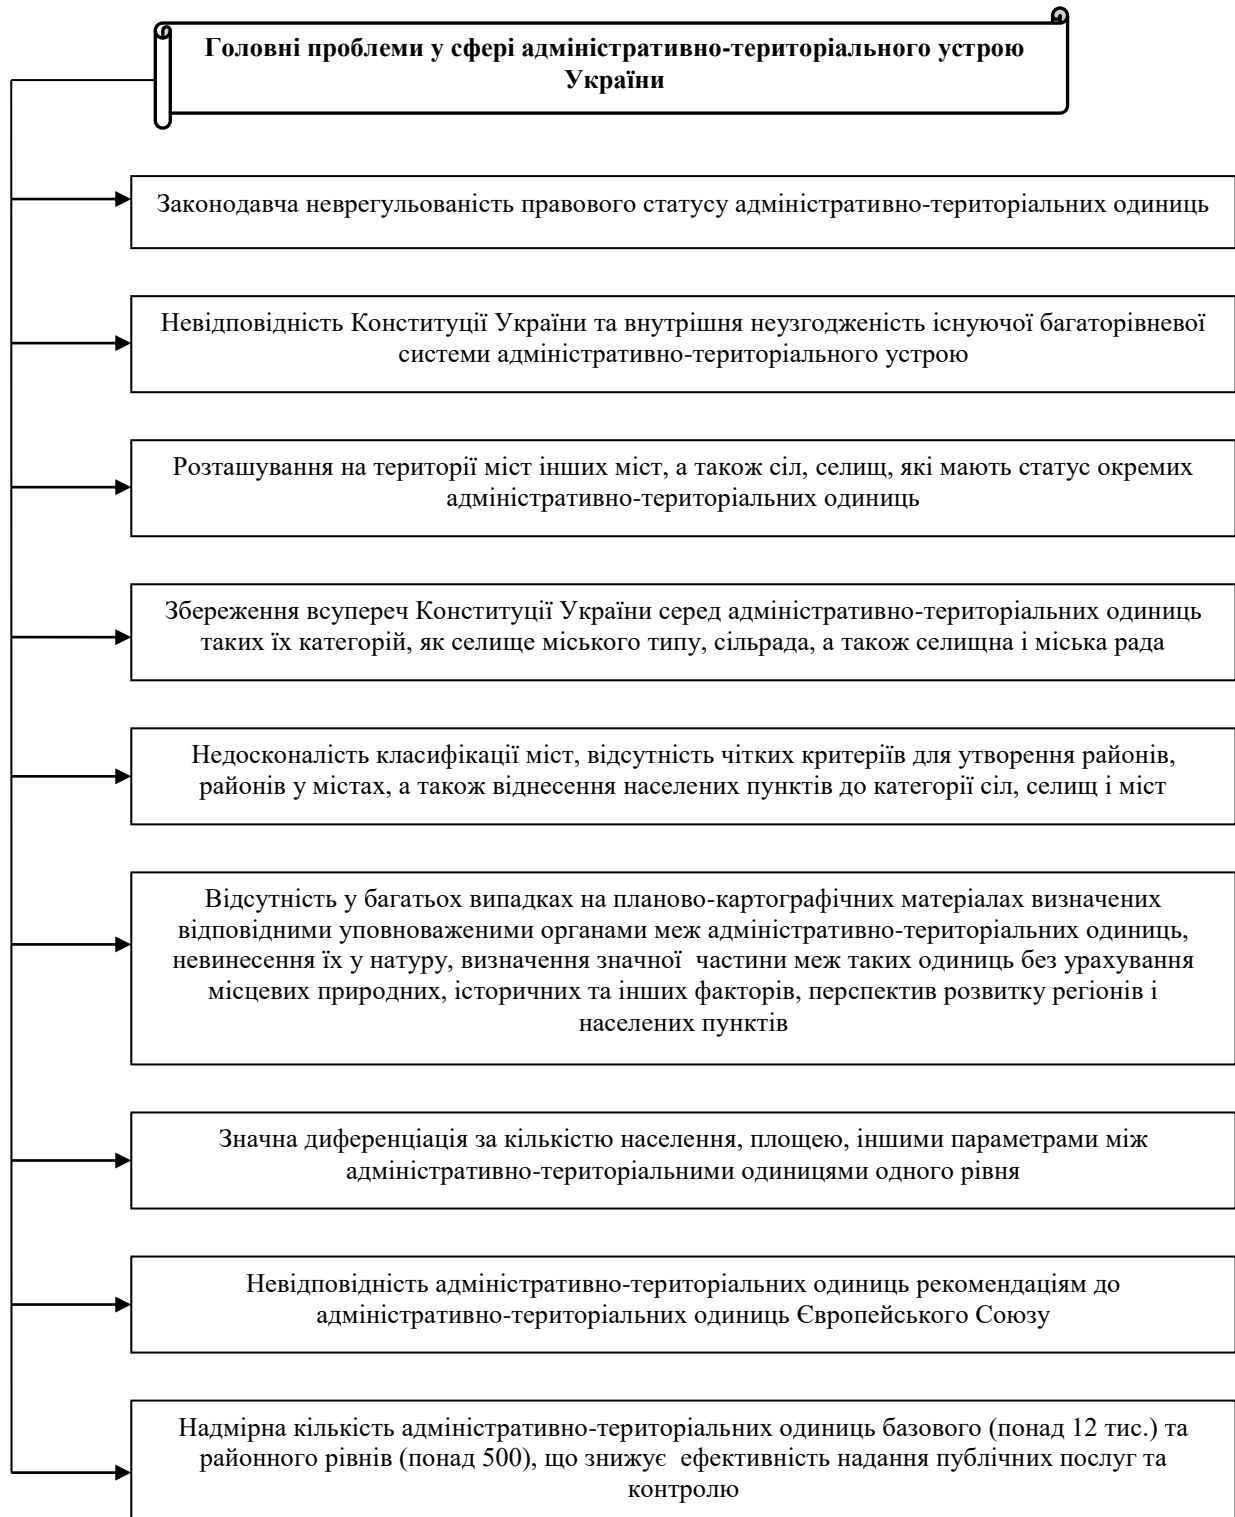 Головні проблеми у сфері адміністративно-територіального устрою
України
Законодавча неврегульованість правового статусу адміністративно-територіальних одиниць
Невідповідність Конституції України та внутрішня неузгодженість існуючої багаторівневої
системи адміністративно-територіального устрою
Розташування на території міст інших міст, а також сіл, селищ, які мають статус окремих
адміністративно-територіальних одиниць
Збереження всупереч Конституції України серед адміністративно-територіальних одиниць
таких їх категорій, як селище міського типу, сільрада, а також селищна і міська рада
Недосконалість класифікації міст, відсутність чітких критеріїв для утворення районів,
районів у містах, а також віднесення населених пунктів до категорії сіл, селищ і міст
Відсутність у багатьох випадках на планово-картографічних матеріалах визначених
відповідними уповноваженими органами меж адміністративно-територіальних одиниць,
невинесення їх у натуру, визначення значної частини меж таких одиниць без урахування
місцевих природних, історичних та інших факторів, перспектив розвитку регіонів і
населених пунктів
Значна диференціація за кількістю населення, площею, іншими параметрами між
адміністративно-територіальними одиницями одного рівня
Невідповідність адміністративно-територіальних одиниць рекомендаціям до
адміністративно-територіальних одиниць Європейського Союзу
Надмірна кількість адміністративно-територіальних одиниць базового (понад 12 тис.) та
районного рівнів (понад 500), що знижує ефективність надання публічних послуг та
контролю